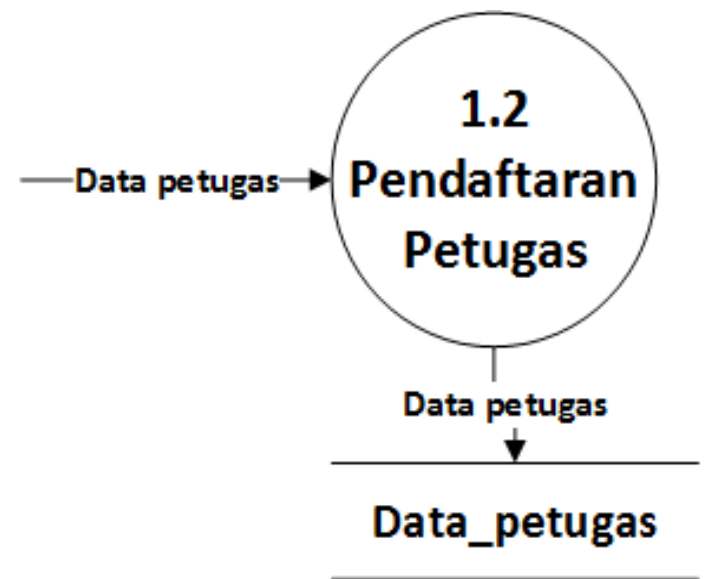 1.2
Data petugas
Pendaftaran
Petugas
Data petugas
Data_petugas